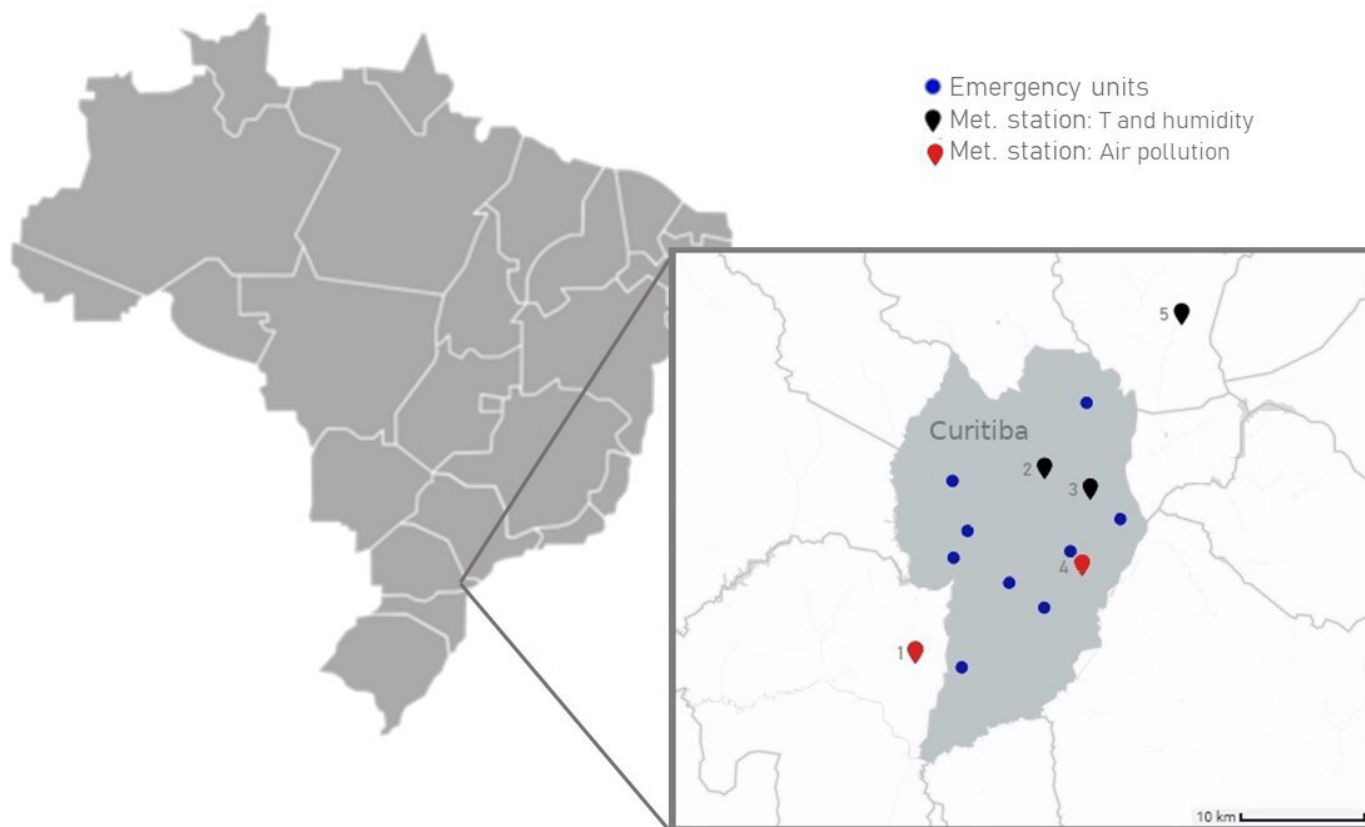 Emergency units
Met. station: T and humidity
Met. station: Air pollution
5
Curitiba
2
3
4
1
10 km